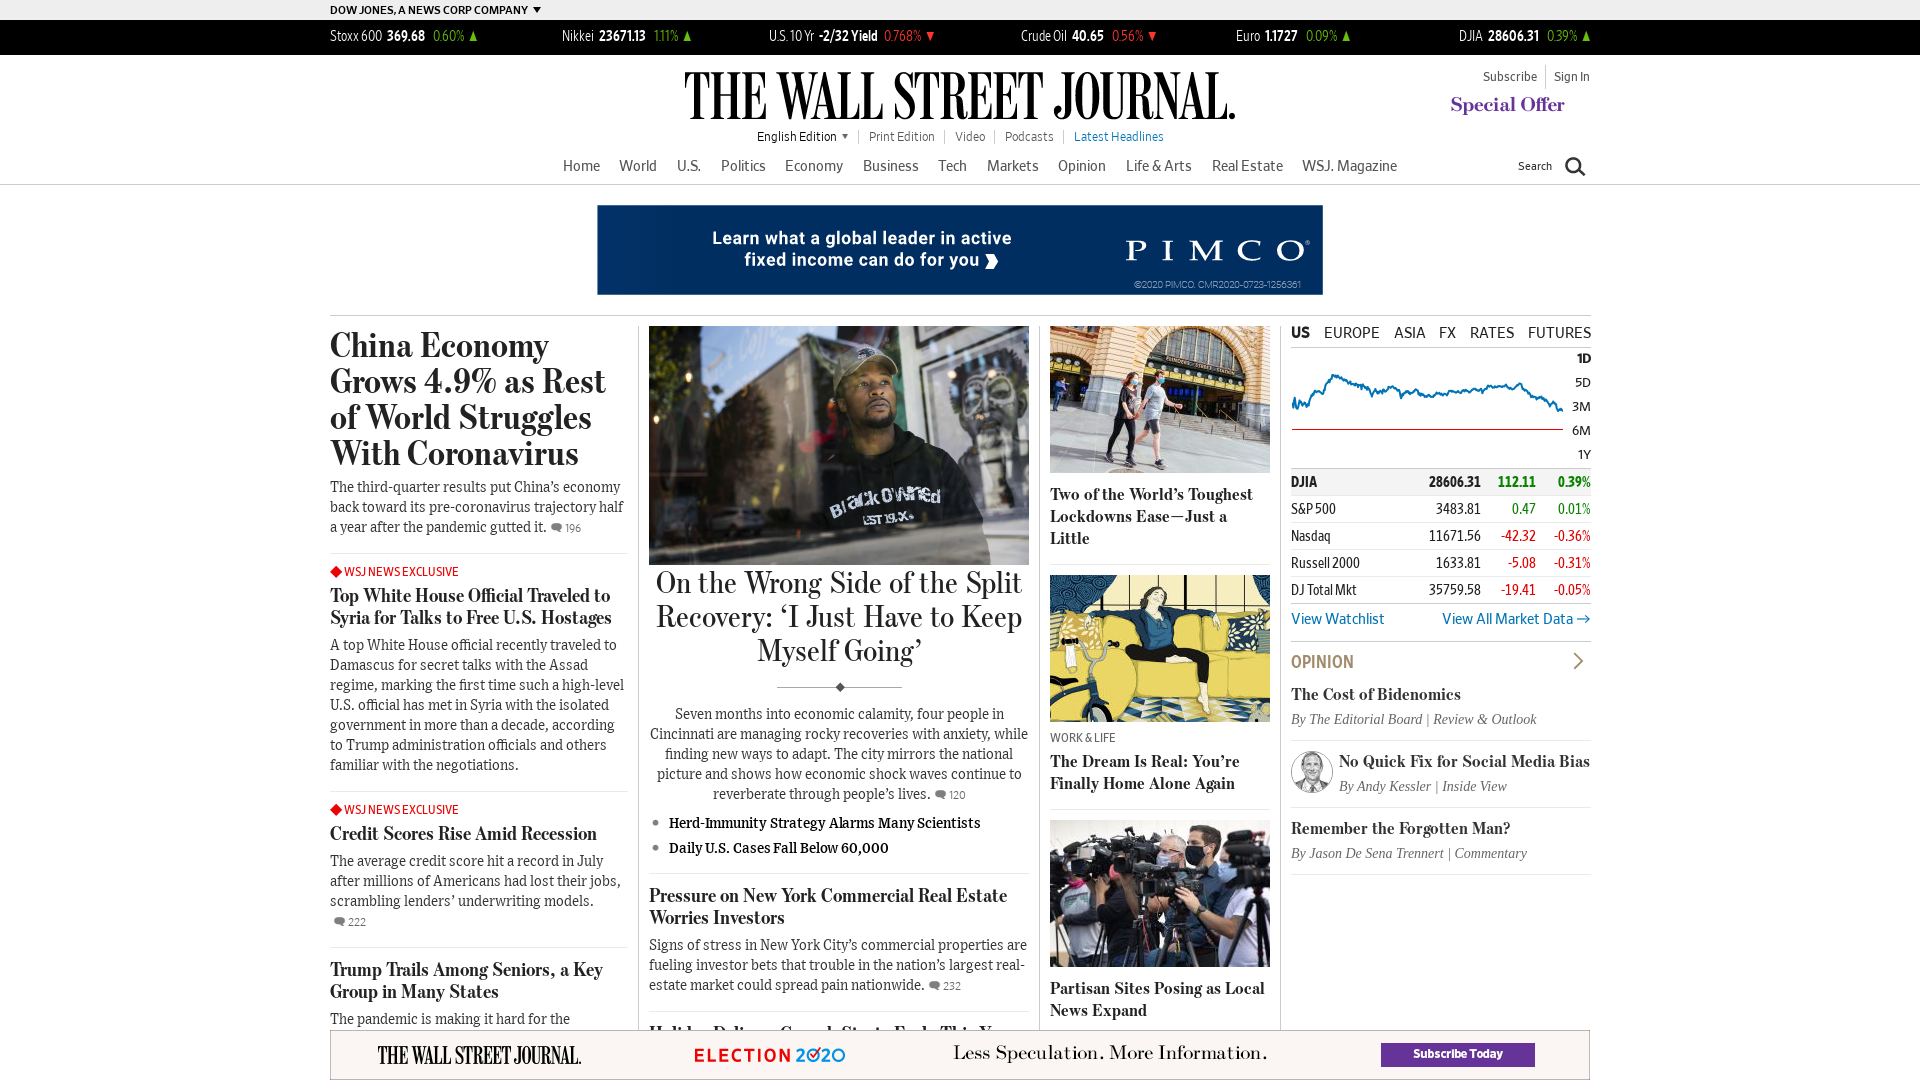 DOW JONES, A NEWS CORP COMPANY
Stoxx 600 369.68 0.60%
Nikkei 23671.13 1.11%
U.S. 10 Yr -2/32 Yield 0.768%
Crude Oil 40.65 0.56%
Euro 1.1727 0.09%
DJIA 28606.31 0.39%
THE WALL STREET JOURNAL.
Subscribe Sign In
Special Offer
English Edition Print Edition Video Podcasts Latest Headlines
Home World U.S. Politics Economy Business Tech Markets Opinion Life & Arts Real Estate WSJ. Magazine
Search
Learn what a global leader in active
fixed income can do for you
PIMCO®
©2020 PIMCO. CMR2020-0723-1256361
China Economy
Grows 4.9% as Rest
of World Struggles
With Coronavirus
The third-quarter results put China’s economy
back toward its pre-coronavirus trajectory half
a year after the pandemic gutted it. 196
WSJ NEWS EXCLUSIVE
Top White House Official Traveled to
Syria for Talks to Free U.S. Hostages
A top White House official recently traveled to
Damascus for secret talks with the Assad
regime, marking the first time such a high-level
U.S. official has met in Syria with the isolated
government in more than a decade, according
to Trump administration officials and others
familiar with the negotiations.
WSJ NEWS EXCLUSIVE
Credit Scores Rise Amid Recession
The average credit score hit a record in July
after millions of Americans had lost their jobs,
scrambling lenders’ underwriting models.
222
Trump Trails Among Seniors, a Key
Group in Many States
The pandemic is making it hard for the
Black Owned
EST 19.XX
On the Wrong Side of the Split
Recovery: ‘I Just Have to Keep
Myself Going’
Seven months into economic calamity, four people in
Cincinnati are managing rocky recoveries with anxiety, while
finding new ways to adapt. The city mirrors the national
picture and shows how economic shock waves continue to
reverberate through people’s lives. 120
Herd-Immunity Strategy Alarms Many Scientists
Daily U.S. Cases Fall Below 60,000
Pressure on New York Commercial Real Estate
Worries Investors
Signs of stress in New York City’s commercial properties are
fueling investor bets that trouble in the nation’s largest real-
estate market could spread pain nationwide. 232
Two of the World’s Toughest
Lockdowns Ease—Just a
Little
WORK & LIFE
The Dream Is Real: You’re
Finally Home Alone Again
Partisan Sites Posing as Local
News Expand
US EUROPE ASIA FX RATES FUTURES
1D
5D
3M
6M
1Y
DJIA 28606.31 112.11 0.39%
S&P 500 3483.81 0.47 0.01%
Nasdaq 11671.56 -42.32 -0.36%
Russell 2000 1633.81 -5.08 -0.31%
DJ Total Mkt 35759.58 -19.41 -0.05%
View Watchlist View All Market Data
OPINION
The Cost of Bidenomics
By The Editorial Board | Review & Outlook
No Quick Fix for Social Media Bias
By Andy Kessler | Inside View
Remember the Forgotten Man?
By Jason De Sena Trennert | Commentary
THE WALL STREET JOURNAL.
ELECTION 2020
Less Speculation. More Information.
Subscribe Today